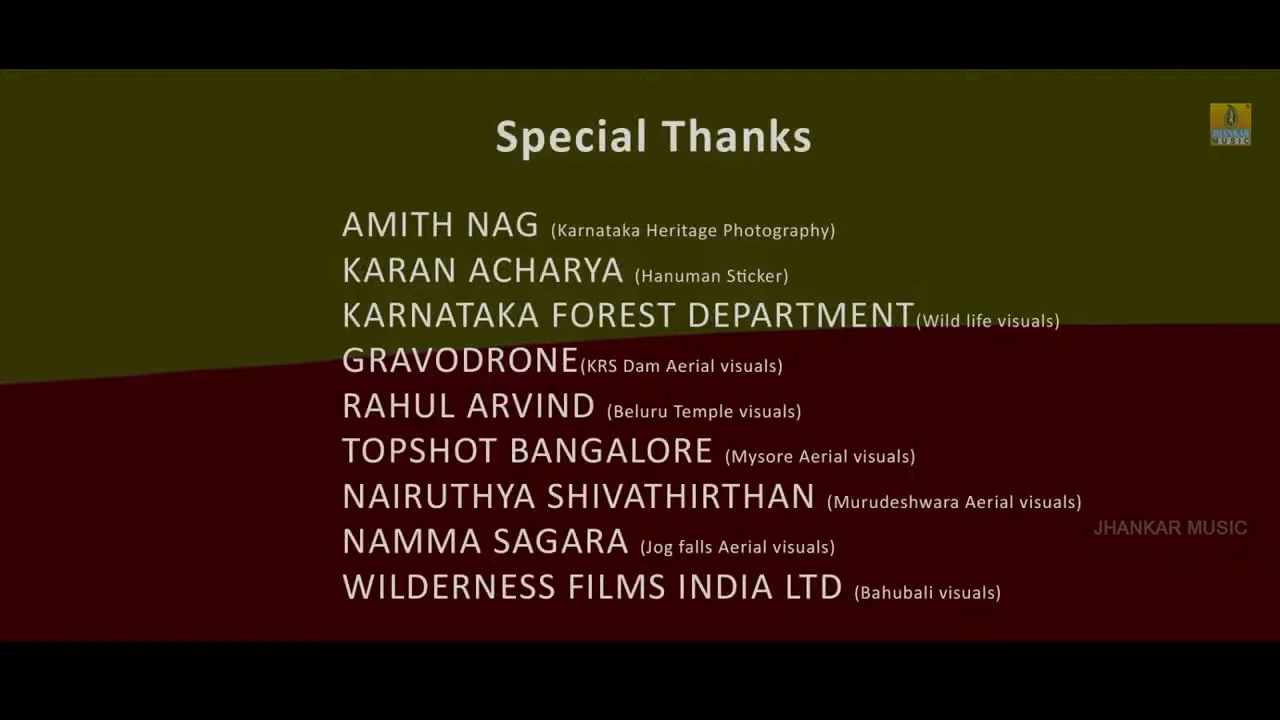 Special Thanks
JHANKAR
MUSIC
AMITH NAG (Karnataka Heritage Photography)
KARAN ACHARYA (Hanuman Sticker)
KARNATAKA FOREST DEPARTMENT(Wild life visuals)
GRAVODRONE(KRS Dam Aerial visuals)
RAHUL ARVIND (Beluru Temple visuals)
TOPSHOT BANGALORE (Mysore Aerial visuals)
NAIRUTHYA SHIVATHIRTHAN (Murudeshwara Aerial visuals)
JHANKAR MUSIC
NAMMA SAGARA (Jog falls Aerial visuals)
WILDERNESS FILMS INDIA LTD (Bahubali visuals)